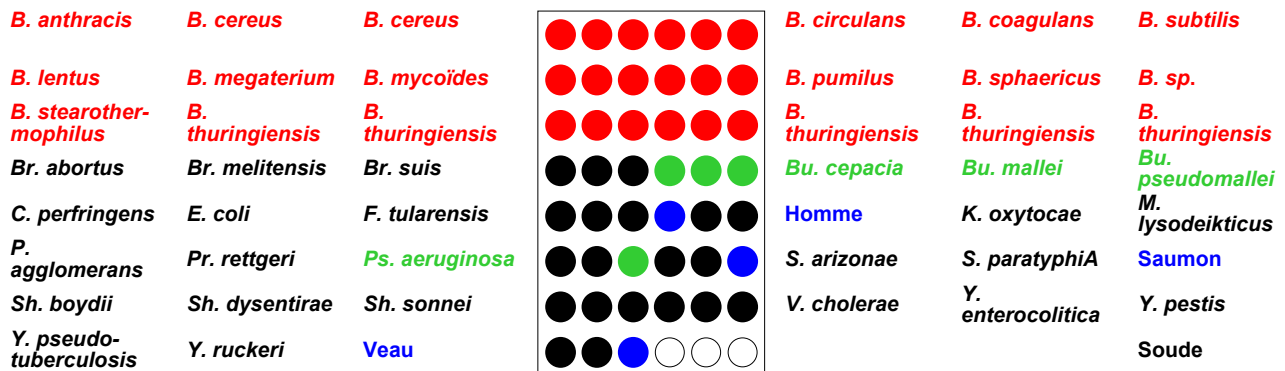 B. anthracis B. cereus B. cereus B. circulans B. coagulans B. subtilis
B. lentus B. megaterium B. mycoïdes B. pumilus B. sphaericus B. sp.
B. stearother- B. B. B. B. B.
mophilus thuringiensis thuringiensis thuringiensis thuringiensis thuringiensis
Br. abortus Br. melitensis Br. suis Bu. cepacia Bu. mallei Bu.
pseudomallei
C. perfringens E. coli F. tularensis Homme K. oxytocae M.
lysodeikticus
P.
agglomerans Pr. rettgeri Ps. aeruginosa S. arizonae S. paratyphiA Saumon
Sh. boydii Sh. dysentirae Sh. sonnei V. cholerae Y.
enterocolitica Y. pestis
Y. pseudo-
tuberculosis Y. ruckeri Veau Soude